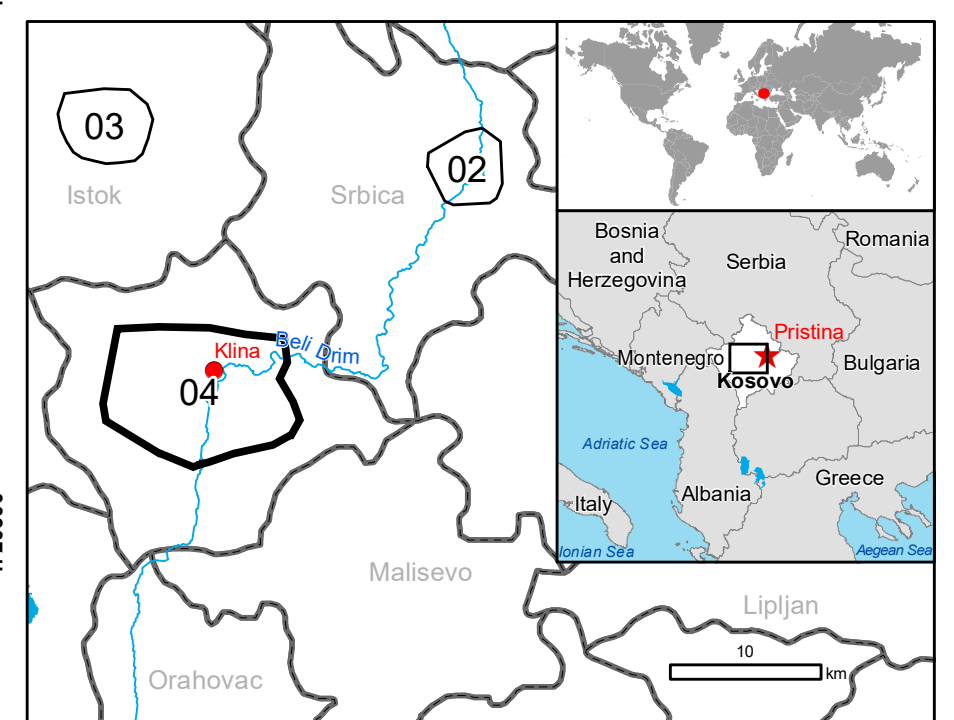 03
02
Istok
Srbica
Klina
Beli Drim
04
Malisevo
Orahovac
Lipljan
10
km
Bosnia
and
Herzegovina
Serbia
Romania
Pristina
Montenegro
Kosovo
Bulgaria
Adriatic Sea
Albania
Greece
Italy
Ionian Sea
Aegean Sea